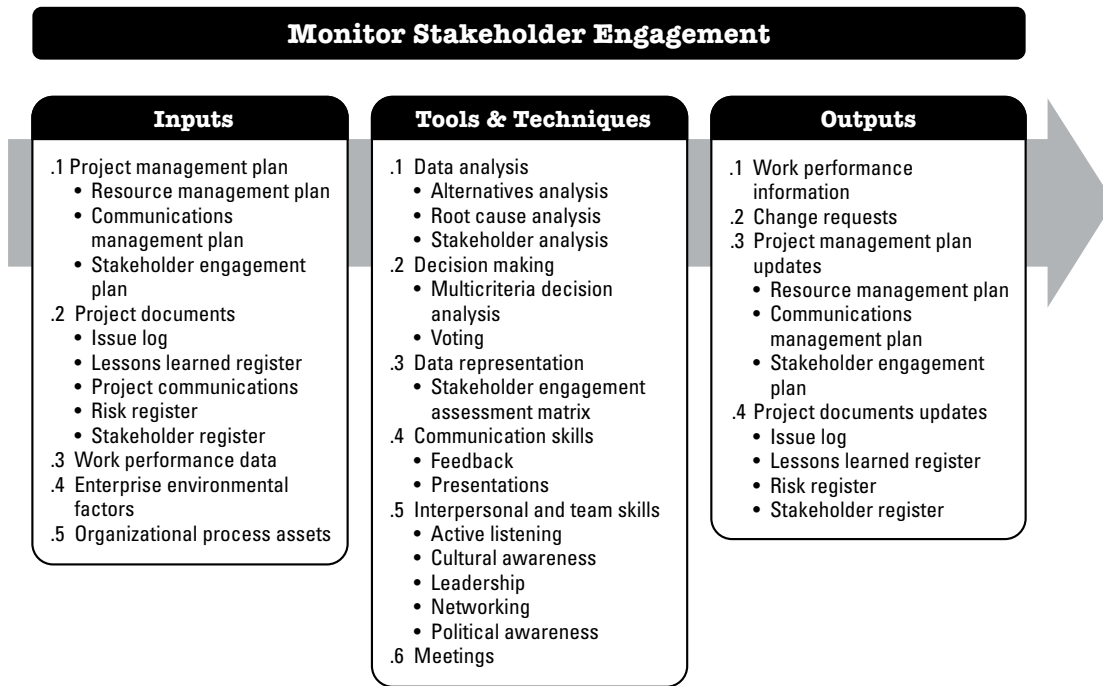 Monitor Stakeholder Engagement
Inputs
.1 Project management plan
• Resource management plan
• Communications
management plan
• Stakeholder engagement
plan
.2 Project documents
• Issue log
• Lessons learned register
• Project communications
• Risk register
• Stakeholder register
.3 Work performance data
.4 Enterprise environmental
factors
.5 Organizational process assets
Tools & Techniques
.1 Data analysis
• Alternatives analysis
• Root cause analysis
• Stakeholder analysis
.2 Decision making
• Multicriteria decision
analysis
• Voting
.3 Data representation
• Stakeholder engagement
assessment matrix
.4 Communication skills
• Feedback
• Presentations
.5 Interpersonal and team skills
• Active listening
• Cultural awareness
• Leadership
• Networking
• Political awareness
.6 Meetings
Outputs
.1 Work performance
information
.2 Change requests
.3 Project management plan
updates
• Resource management plan
• Communications
management plan
• Stakeholder engagement
plan
.4 Project documents updates
• Issue log
• Lessons learned register
• Risk register
• Stakeholder register